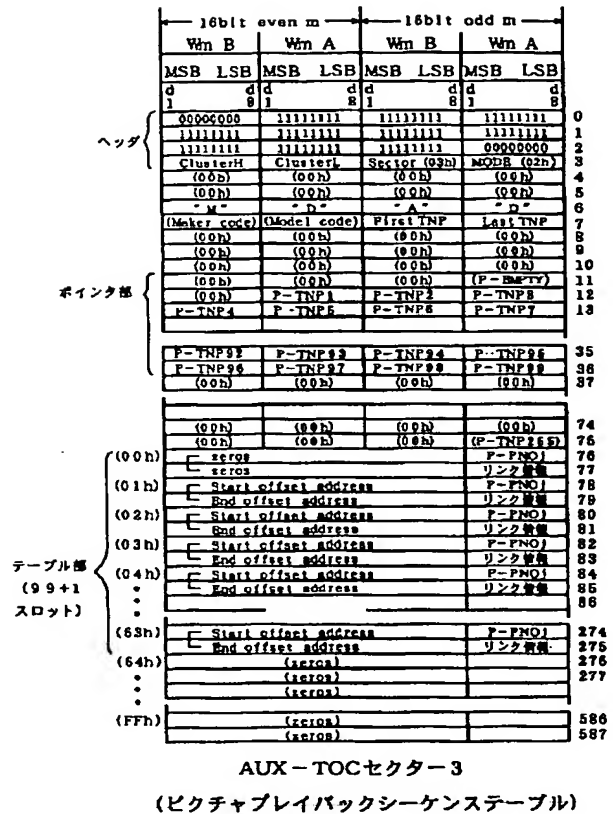 16bit even m 16bit odd m
Wm B Wm A Wm B Wm A
MSB LSB MSB LSB MSB LSB MSB LSB
d d d d d d d d
1 8 1 8 1 8 1 8
00000000 11111111 11111111 11111111 0
ヘッダ 11111111 11111111 11111111 11111111 1
11111111 11111111 11111111 00000000 2
ClusterH ClusterL Sector (03h) MODE (02h) 3
(00h) (00h) (00h) (00h) 4
(00h) (00h) (00h) (00h) 5
"M" "D" "A" "D" 6
(Maker code) (Model code) First TNP Last TNP 7
(00h) (00h) (00h) (00h) 8
(00h) (00h) (00h) (00h) 9
(00h) (00h) (00h) (00h) 10
(00h) (00h) (00h) (P-EMPTY) 11
ポインタ部 (00h) P-TNP1 P-TNP2 P-TNP3 12
P-TNP4 P-TNP5 P-TNP6 P-TNP7 13
P-TNP92 P-TNP93 P-TNP94 P-TNP95 35
P-TNP96 P-TNP97 P-TNP98 P-TNP99 36
(00h) (00h) (00h) (00h) 37
(00h) (00h) (00h) (00h) 74
(00h) (00h) (00h) (P-TNP255) 75
(00h) zeros P-PNOj 76
zeros リンク情報 77
(01h) Start offset address P-PNOj 78
End offset address リンク情報 79
(02h) Start offset address P-PNOj 80
End offset address リンク情報 81
(03h) Start offset address P-PNOj 82
End offset address リンク情報 83
(04h) Start offset address P-PNOj 84
End offset address リンク情報 85
86
テーブル部
(99+1
スロット)
(63h) Start offset address P-PNOj 274
End offset address リンク情報 275
(64h) (zeros) 276
(zeros) 277
(zeros)
(FFh) (zeros) 586
(zeros) 587
AUX-TOCセクター3
(ピクチャプレイバックシーケンステーブル)